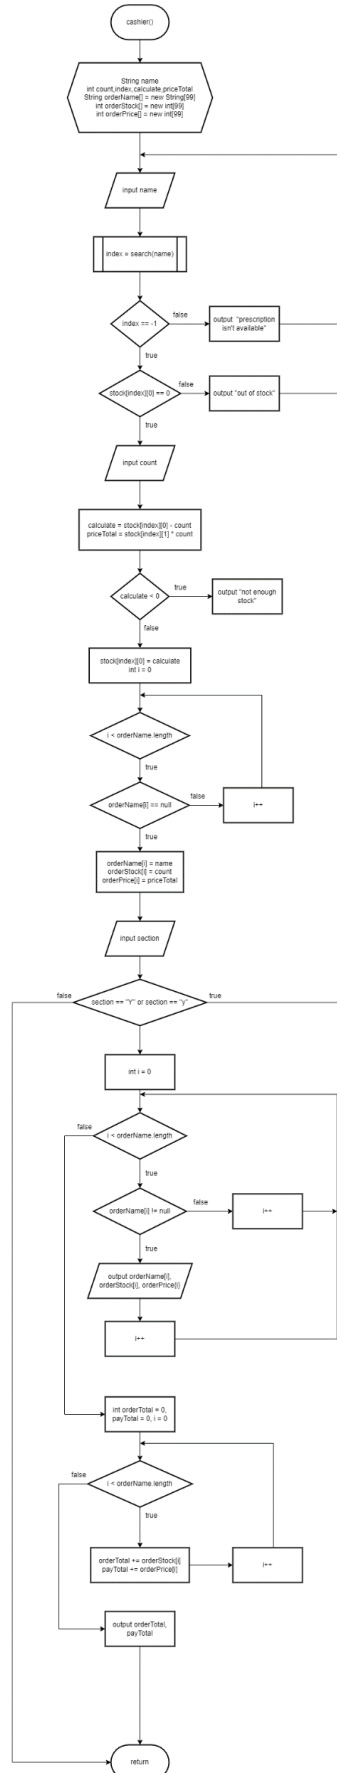 cashier()
String name
int count,index,calculate,priceTotal
String orderName[] = new String[99]
int orderStock[] = new int[99]
int orderPrice[] = new int[99]
input name
index = search(name)
index == -1
false
output "prescription
isn't available"
true
stock[index][0] == 0
false
output "out of stock"
true
input count
calculate = stock[index][0] - count
priceTotal = stock[index][1] * count
calculate < 0
true
output "not enough
stock"
false
stock[index][0] = calculate
int i = 0
i < orderName.length
true
orderName[i] == null
false
i++
true
orderName[i] = name
orderStock[i] = count
orderPrice[i] = priceTotal
input section
false
section == "Y" or section == "y"
true
int i = 0
false
i < orderName.length
true
orderName[i] != null
false
i++
true
output orderName[i],
orderStock[i], orderPrice[i]
i++
int orderTotal = 0,
payTotal = 0, i = 0
false
i < orderName.length
true
orderTotal += orderStock[i]
payTotal += orderPrice[i]
i++
output orderTotal,
payTotal
return